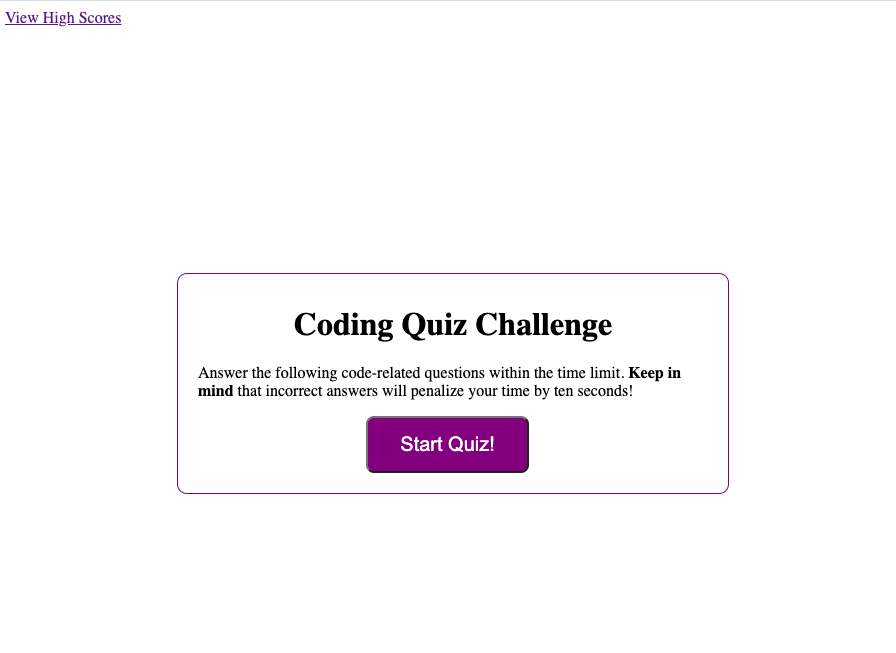 View High Scores
Coding Quiz Challenge
Answer the following code-related questions within the time limit. Keep in
mind that incorrect answers will penalize your time by ten seconds!
Start Quiz!